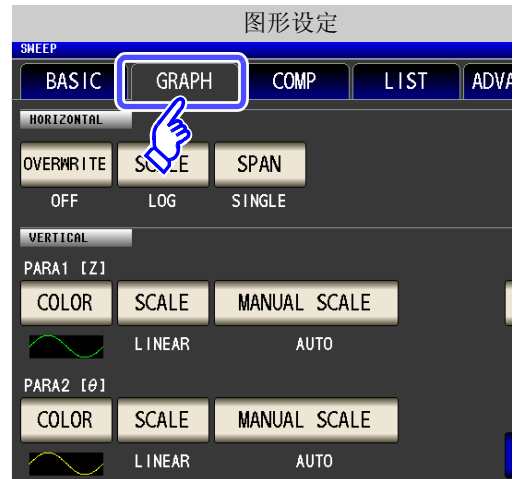 图形设定
SWEEP
BASIC GRAPH COMP LIST ADVA
HORIZONTAL
OVERWRITE SCALE SPAN
OFF LOG SINGLE
VERTICAL
PARA1 [Z]
COLOR SCALE MANUAL SCALE
LINEAR AUTO
PARA2 [θ]
COLOR SCALE MANUAL SCALE
LINEAR AUTO